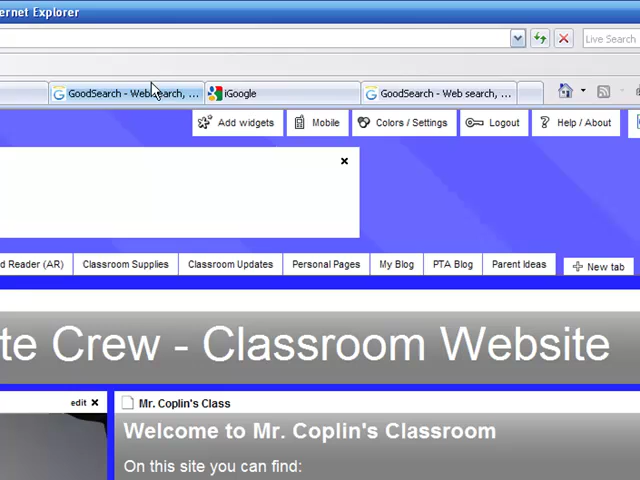 ernet Explorer
Live Search
GoodSearch - Web search, ...
iGoogle
GoodSearch - Web search, ...
Add widgets
Mobile
Colors / Settings
Logout
Help / About
d Reader (AR)
Classroom Supplies
Classroom Updates
Personal Pages
My Blog
PTA Blog
Parent Ideas
New tab
te Crew - Classroom Website
edit
Mr. Coplin's Class
Welcome to Mr. Coplin's Classroom
On this site you can find: